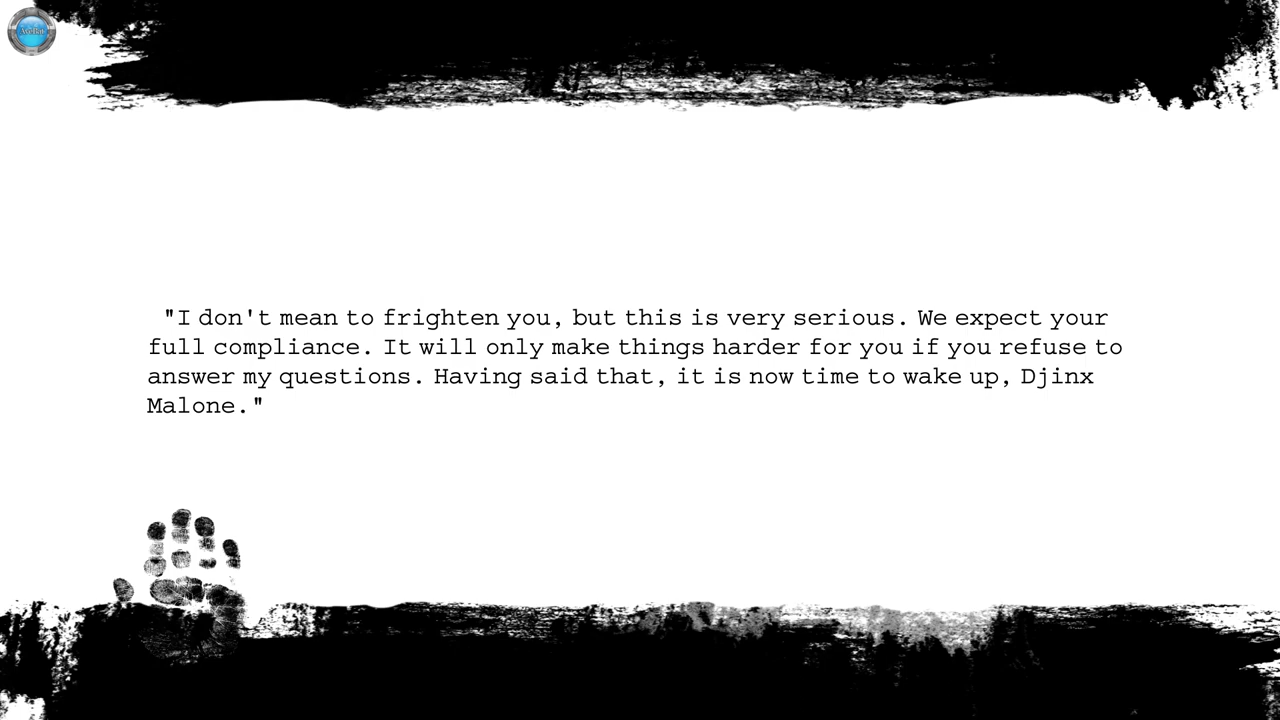 "I don't mean to frighten you, but this is very serious. We expect your
full compliance. It will only make things harder for you if you refuse to
answer my questions. Having said that, it is now time to wake up, Djinx
Malone."